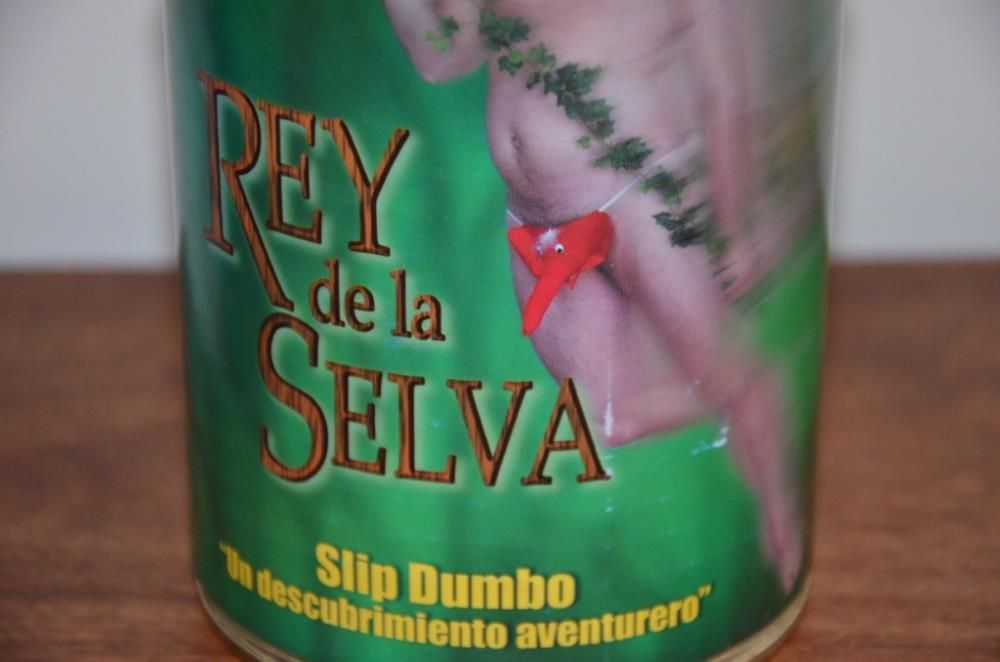 REY
de la
SELVA
Slip Dumbo
"Un descubrimiento aventurero"